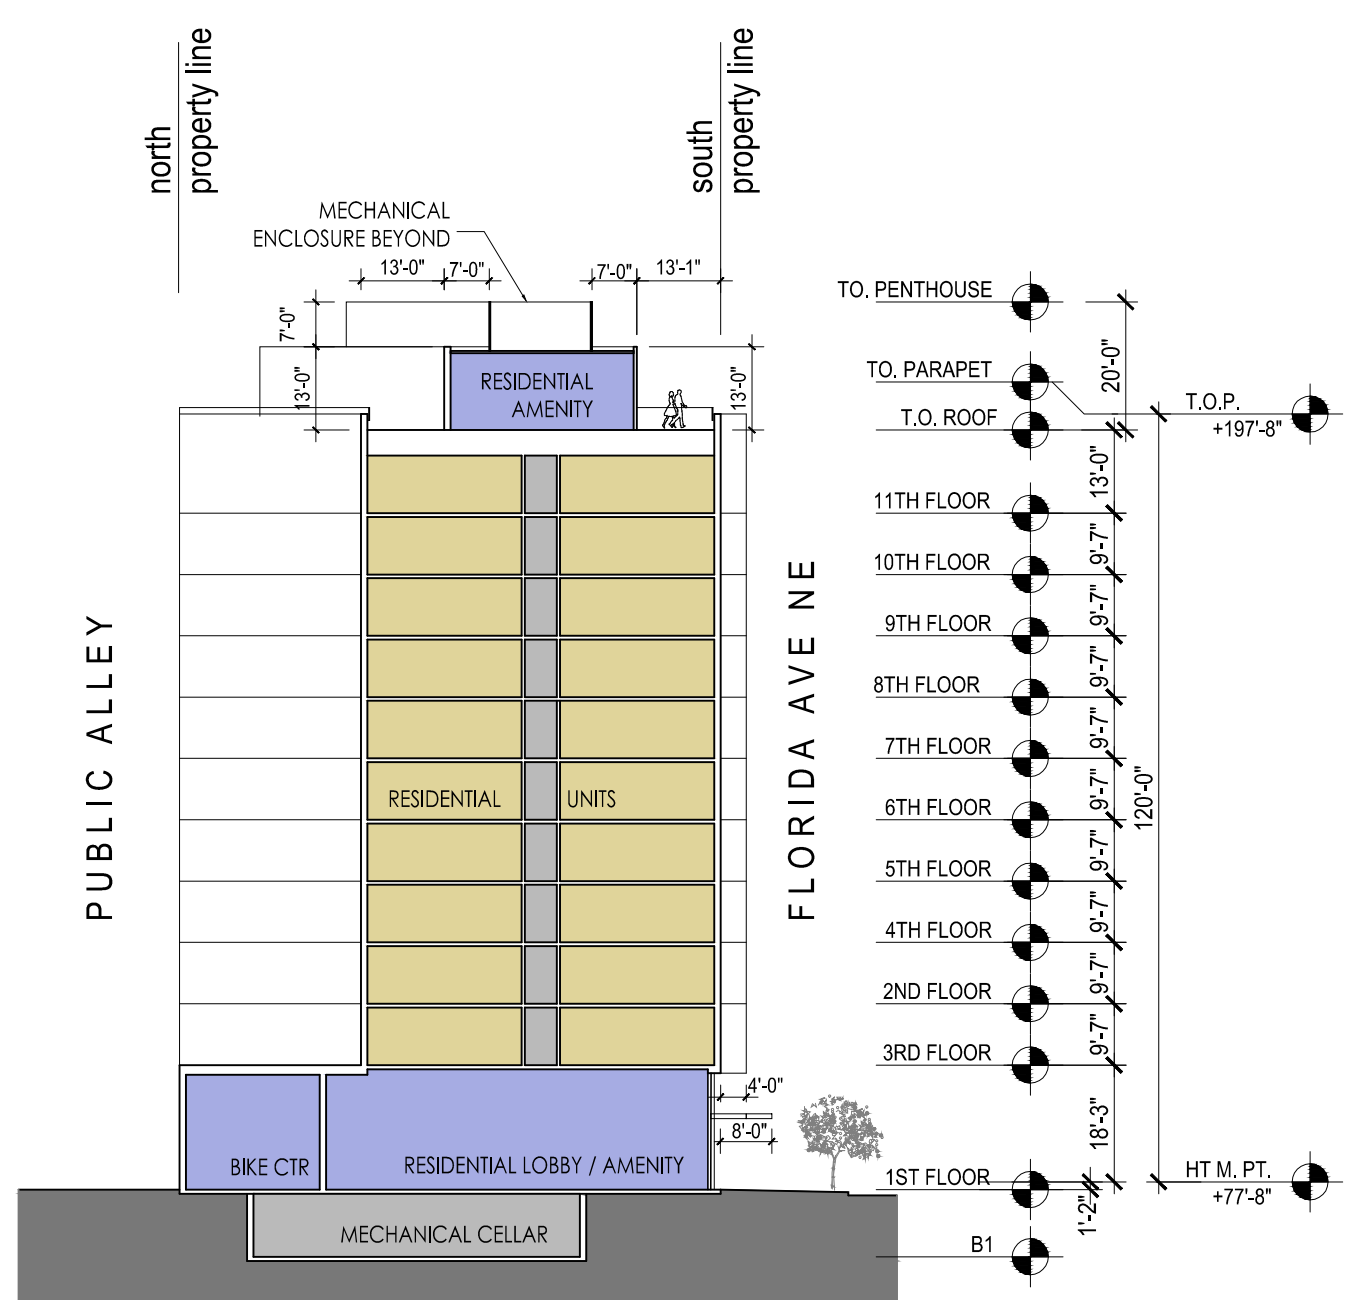 north
property line
south
property line
MECHANICAL
ENCLOSURE BEYOND
13'-0"
7'-0"
7'-0"
13'-1"
7'-0"
13'-0"
13'-0"
RESIDENTIAL
AMENITY
RESIDENTIAL
UNITS
PUBLIC ALLEY
FLORIDA AVE NE
BIKE CTR
RESIDENTIAL LOBBY / AMENITY
MECHANICAL CELLAR
4'-0"
8'-0"
TO. PENTHOUSE
TO. PARAPET
T.O. ROOF
11TH FLOOR
10TH FLOOR
9TH FLOOR
8TH FLOOR
7TH FLOOR
6TH FLOOR
5TH FLOOR
4TH FLOOR
2ND FLOOR
3RD FLOOR
1ST FLOOR
B1
20'-0"
13'-0"
9'-7"
9'-7"
9'-7"
9'-7"
9'-7"
9'-7"
9'-7"
9'-7"
9'-7"
18'-3"
1'-2"
120'-0"
T.O.P.
+197'-8"
HT M. PT.
+77'-8"